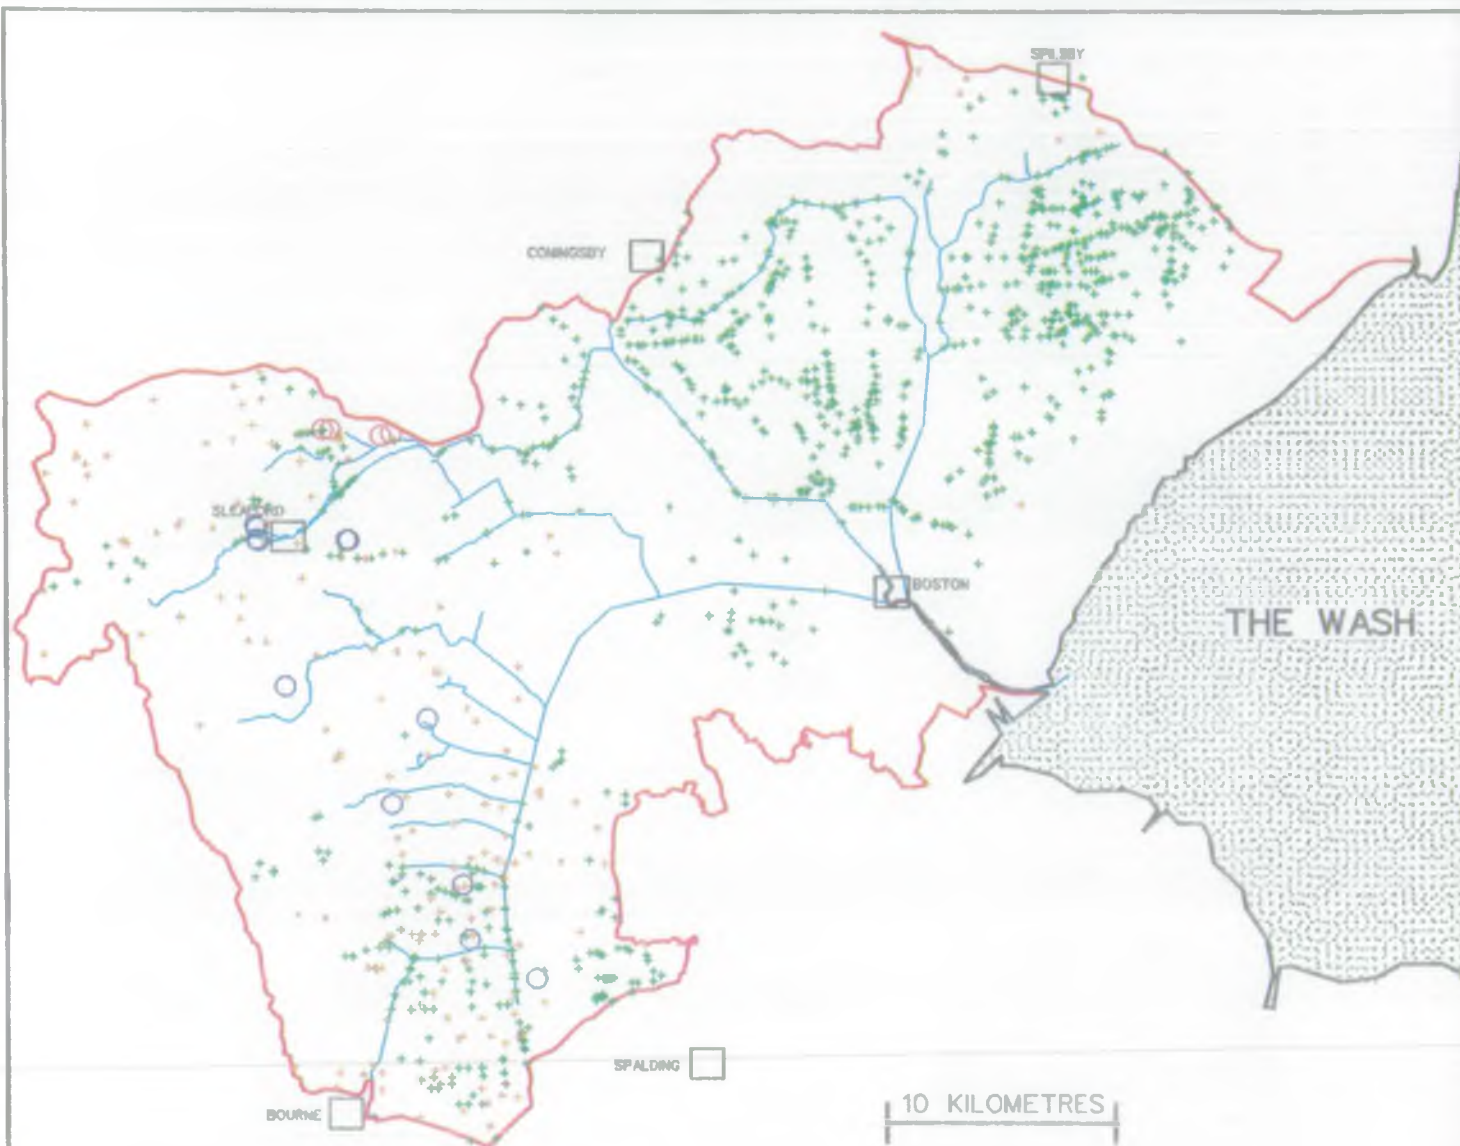 SPILSBY
CONINGSBY
SLEAFORD
BOSTON
THE WASH
SPALDING
10 KILOMETRES
BOURNE